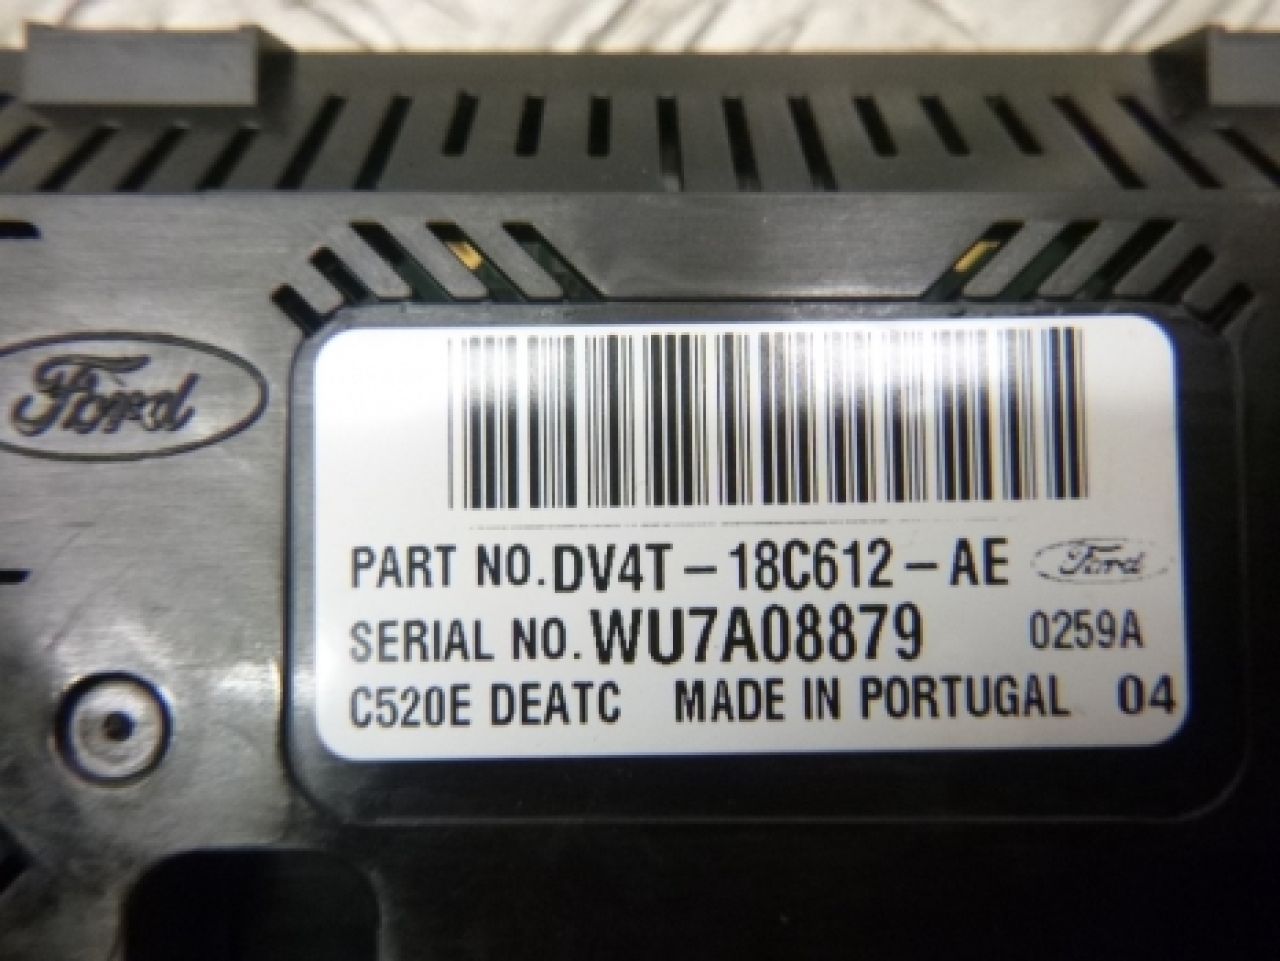 Ford
PART NO. DV4T-18C612-AE Ford
SERIAL NO. WU7A08879 0259A
C520E DEATC MADE IN PORTUGAL 04